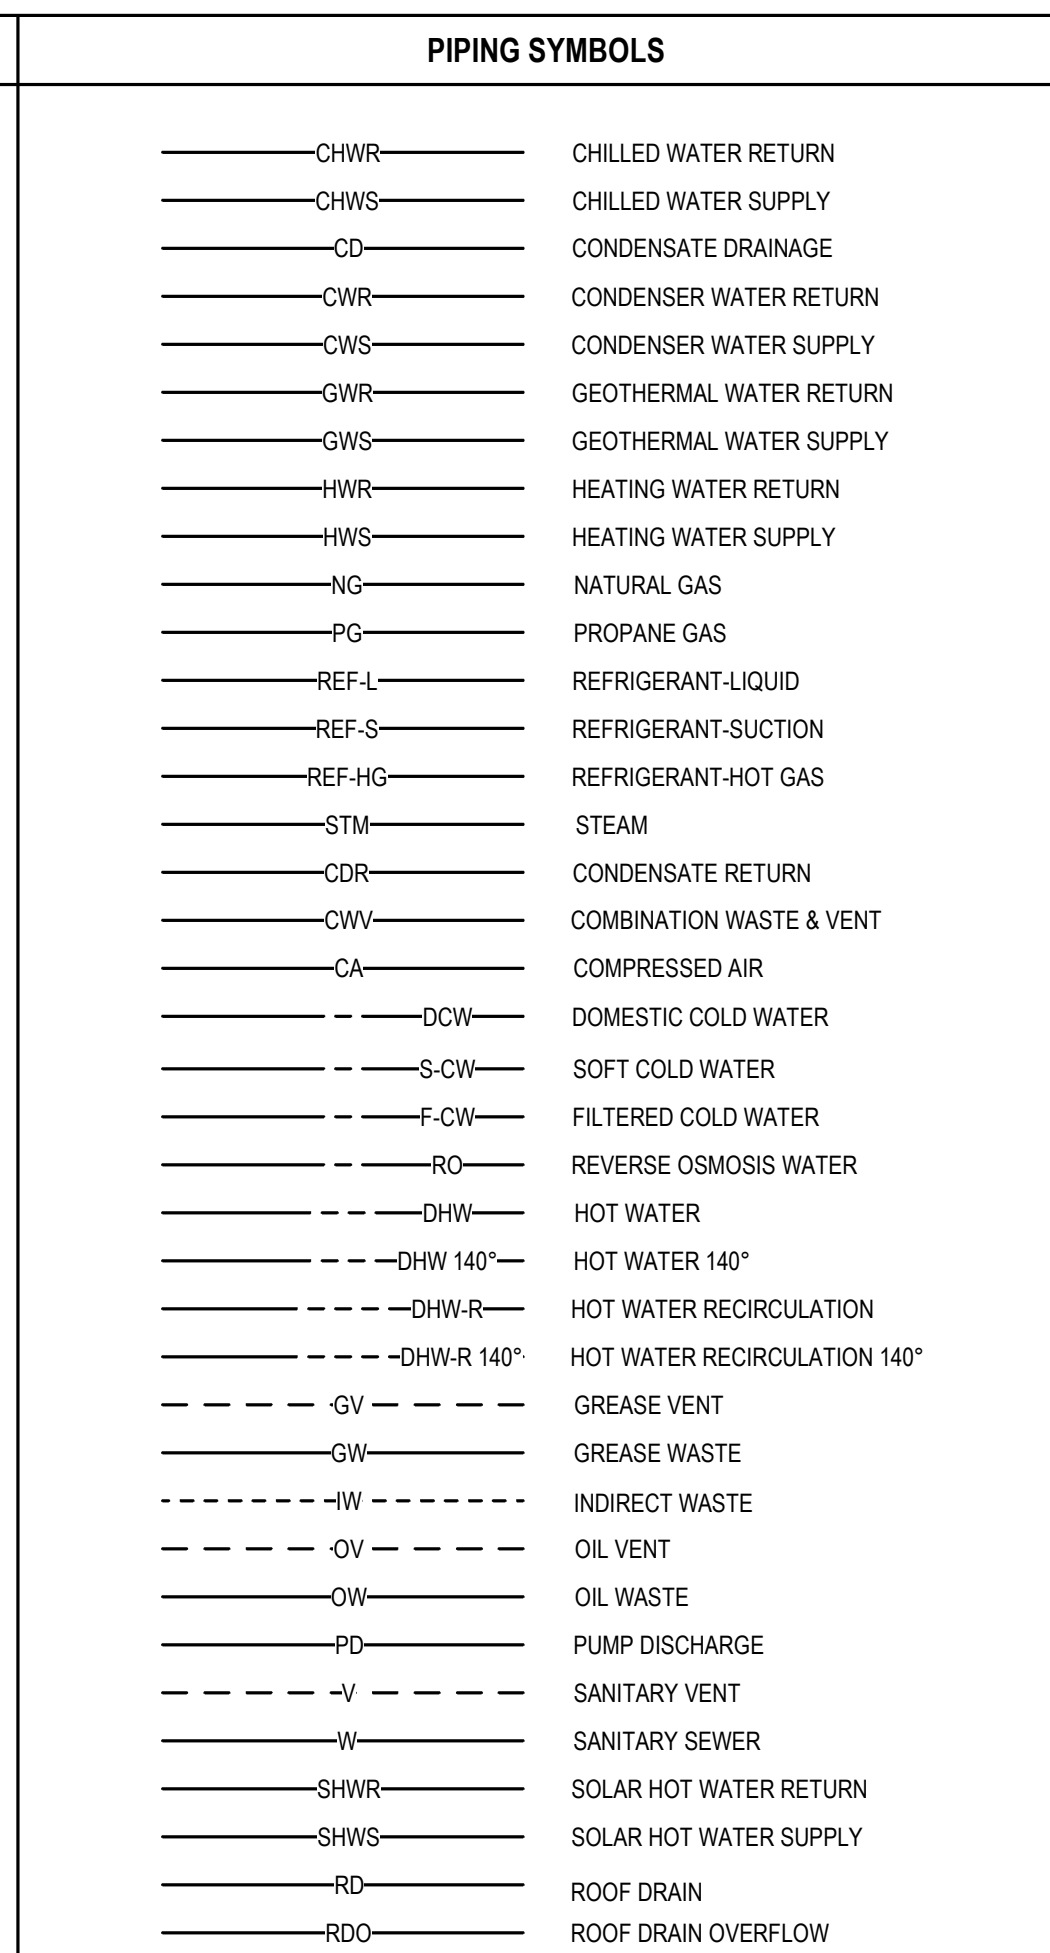 PIPING SYMBOLS
CHWR CHILLED WATER RETURN
CHWS CHILLED WATER SUPPLY
CD CONDENSATE DRAINAGE
CWR CONDENSER WATER RETURN
CWS CONDENSER WATER SUPPLY
GWR GEOTHERMAL WATER RETURN
GWS GEOTHERMAL WATER SUPPLY
HWR HEATING WATER RETURN
HWS HEATING WATER SUPPLY
NG NATURAL GAS
PG PROPANE GAS
REF-L REFRIGERANT-LIQUID
REF-S REFRIGERANT-SUCTION
REF-HG REFRIGERANT-HOT GAS
STM STEAM
CDR CONDENSATE RETURN
CWV COMBINATION WASTE & VENT
CA COMPRESSED AIR
DCW DOMESTIC COLD WATER
S-CW SOFT COLD WATER
F-CW FILTERED COLD WATER
RO REVERSE OSMOSIS WATER
DHW HOT WATER
DHW 140° HOT WATER 140°
DHW-R HOT WATER RECIRCULATION
DHW-R 140° HOT WATER RECIRCULATION 140°
GV GREASE VENT
GW GREASE WASTE
IW INDIRECT WASTE
OV OIL VENT
OW OIL WASTE
PD PUMP DISCHARGE
V SANITARY VENT
W SANITARY SEWER
SHWR SOLAR HOT WATER RETURN
SHWS SOLAR HOT WATER SUPPLY
RD ROOF DRAIN
RDO ROOF DRAIN OVERFLOW